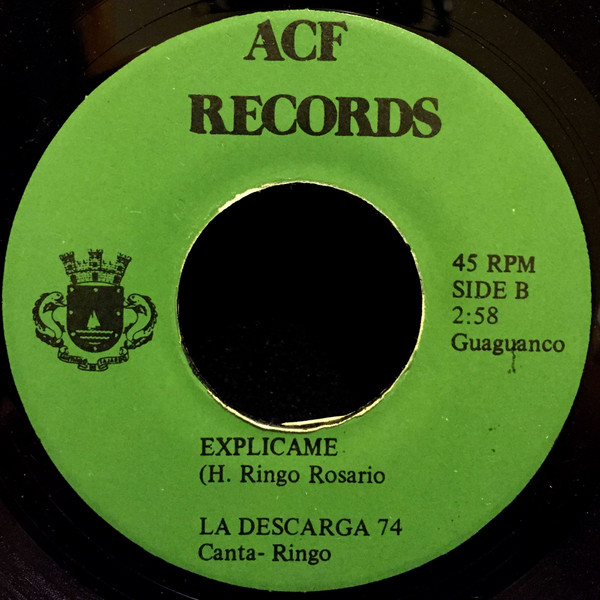 ACF
RECORDS
45 RPM
SIDE B
2:58
Guaguanco
EXPLICAME
(H. Ringo Rosario
LA DESCARGA 74
Canta- Ringo